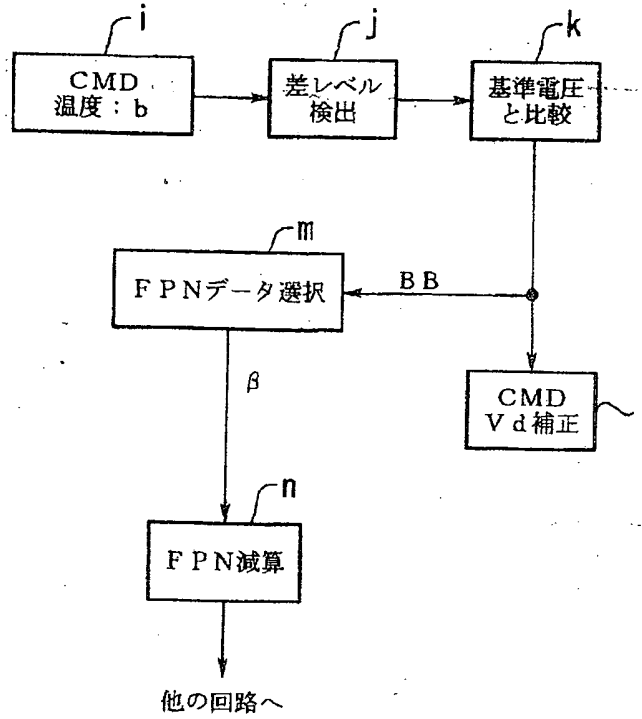 i
CMD
温度：b
j
差レベル
検出
k
基準電圧
と比較
m
FPNデータ選択
BB
β
CMD
Vd補正
n
FPN減算
他の回路へ